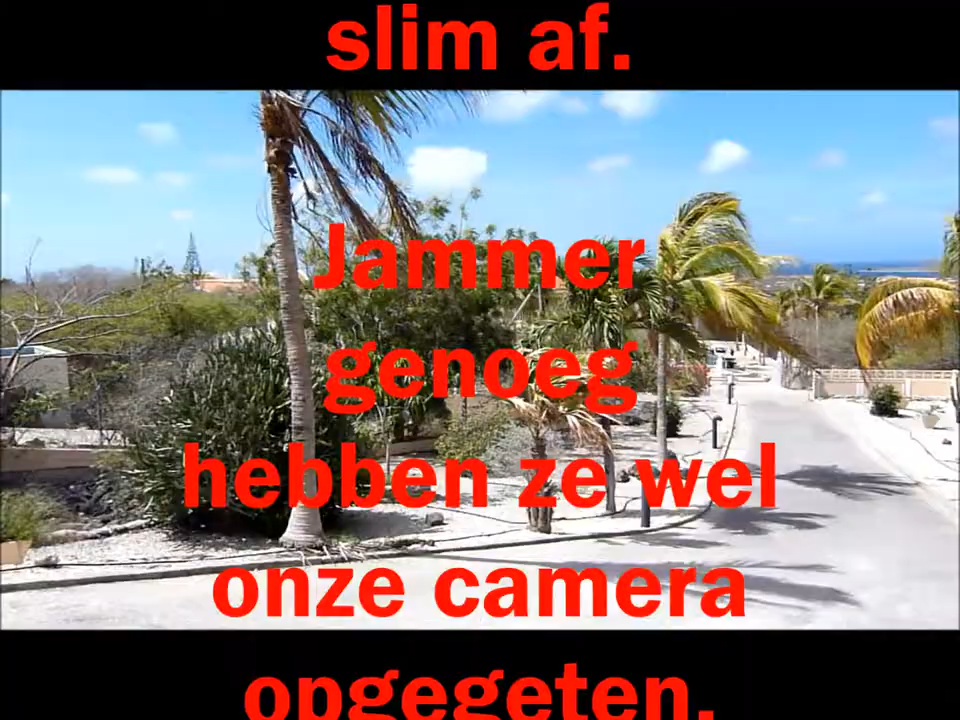 slim af.
Jammer
genoeg
hebben ze wel
onze camera
opgegeten.